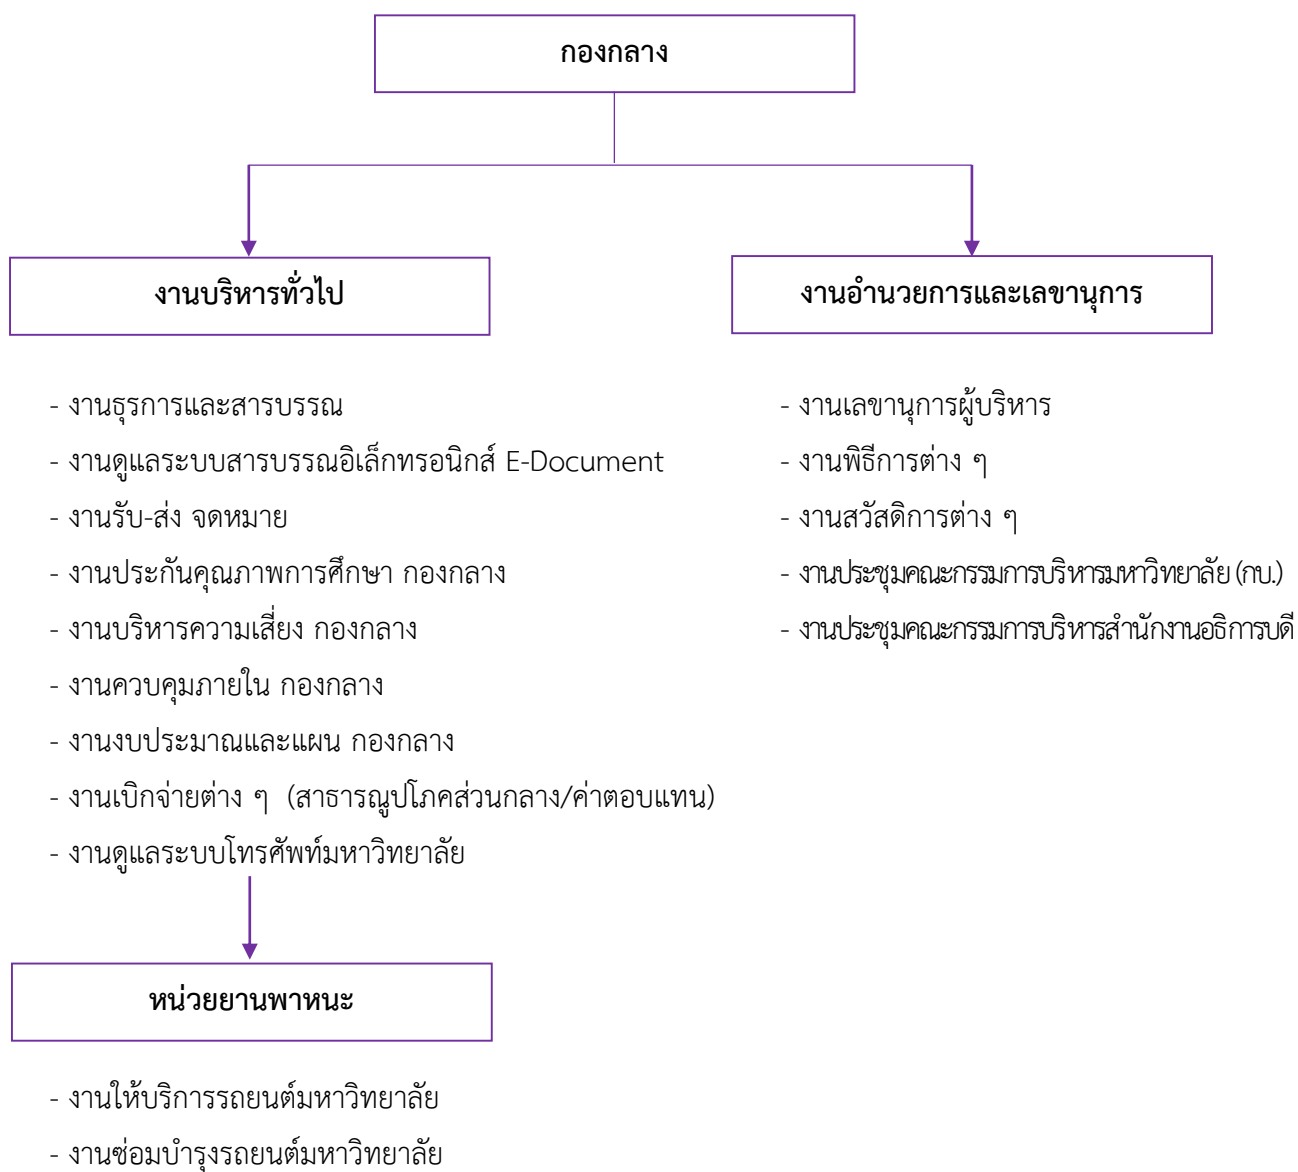 กองกลาง
งานบริหารทั่วไป
- งานธุรการและสารบรรณ
- งานดูแลระบบสารบรรณอิเล็กทรอนิกส์ E-Document
- งานรับ-ส่ง จดหมาย
- งานประกันคุณภาพการศึกษา กองกลาง
- งานบริหารความเสี่ยง กองกลาง
- งานควบคุมภายใน กองกลาง
- งานงบประมาณและแผน กองกลาง
- งานเบิกจ่ายต่าง ๆ (สาธารณูปโภคส่วนกลาง/ค่าตอบแทน)
- งานดูแลระบบโทรศัพท์มหาวิทยาลัย
หน่วยยานพาหนะ
- งานให้บริการรถยนต์มหาวิทยาลัย
- งานซ่อมบำรุงรถยนต์มหาวิทยาลัย
งานอำนวยการและเลขานุการ
- งานเลขานุการผู้บริหาร
- งานพิธีการต่าง ๆ
- งานสวัสดิการต่าง ๆ
- งานประชุมคณะกรรมการบริหารมหาวิทยาลัย (กบ.)
- งานประชุมคณะกรรมการบริหารสำนักงานอธิการบดี